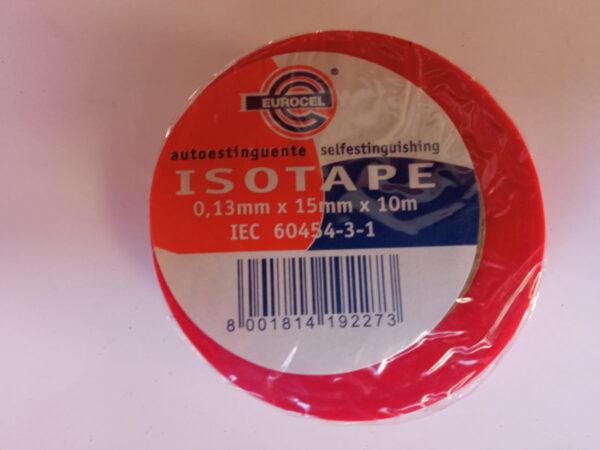 EUROCEL ®
autoestinguente selfestinguishing
ISOTAPE
0,13mm x 15mm x 10m
IEC 60454-3-1
8 001814 192273